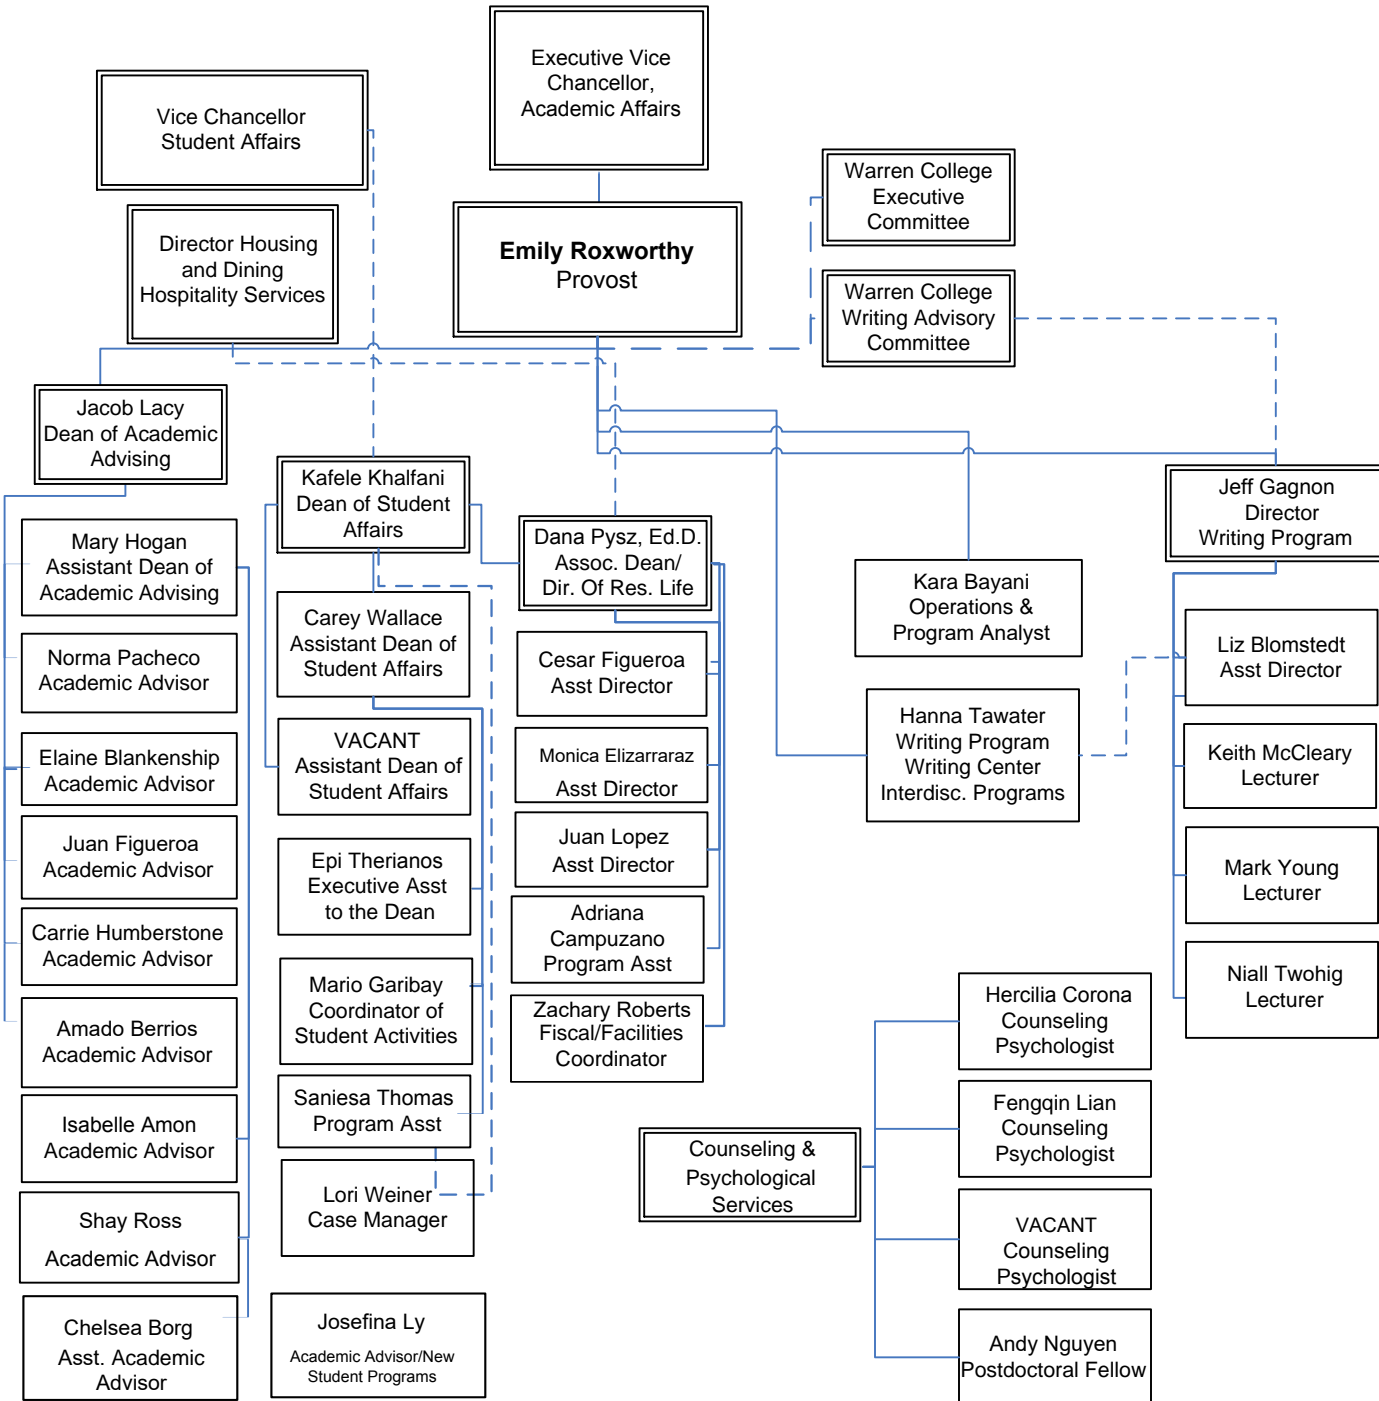 Executive Vice
Chancellor,
Academic Affairs
Vice Chancellor
Student Affairs
Warren College
Executive
Committee
Director Housing
and Dining
Hospitality Services
Emily Roxworthy
Provost
Warren College
Writing Advisory
Committee
Jacob Lacy
Dean of Academic
Advising
Kafele Khalfani
Dean of Student
Affairs
Dana Pysz, Ed.D.
Assoc. Dean/
Dir. Of Res. Life
Jeff Gagnon
Director
Writing Program
Mary Hogan
Assistant Dean of
Academic Advising
Norma Pacheco
Academic Advisor
Elaine Blankenship
Academic Advisor
Juan Figueroa
Academic Advisor
Carrie Humberstone
Academic Advisor
Amado Berrios
Academic Advisor
Isabelle Amon
Academic Advisor
Shay Ross
Academic Advisor
Chelsea Borg
Asst. Academic
Advisor
Carey Wallace
Assistant Dean of
Student Affairs
VACANT
Assistant Dean of
Student Affairs
Epi Therianos
Executive Asst
to the Dean
Mario Garibay
Coordinator of
Student Activities
Saniesa Thomas
Program Asst
Lori Weiner
Case Manager
Josefina Ly
Academic Advisor/New
Student Programs
Cesar Figueroa
Asst Director
Monica Elizarraraz
Asst Director
Juan Lopez
Asst Director
Adriana
Campuzano
Program Asst
Zachary Roberts
Fiscal/Facilities
Coordinator
Kara Bayani
Operations &
Program Analyst
Hanna Tawater
Writing Program
Writing Center
Interdisc. Programs
Liz Blomstedt
Asst Director
Keith McCleary
Lecturer
Mark Young
Lecturer
Niall Twohig
Lecturer
Counseling &
Psychological
Services
Hercilia Corona
Counseling
Psychologist
Fengqin Lian
Counseling
Psychologist
VACANT
Counseling
Psychologist
Andy Nguyen
Postdoctoral Fellow